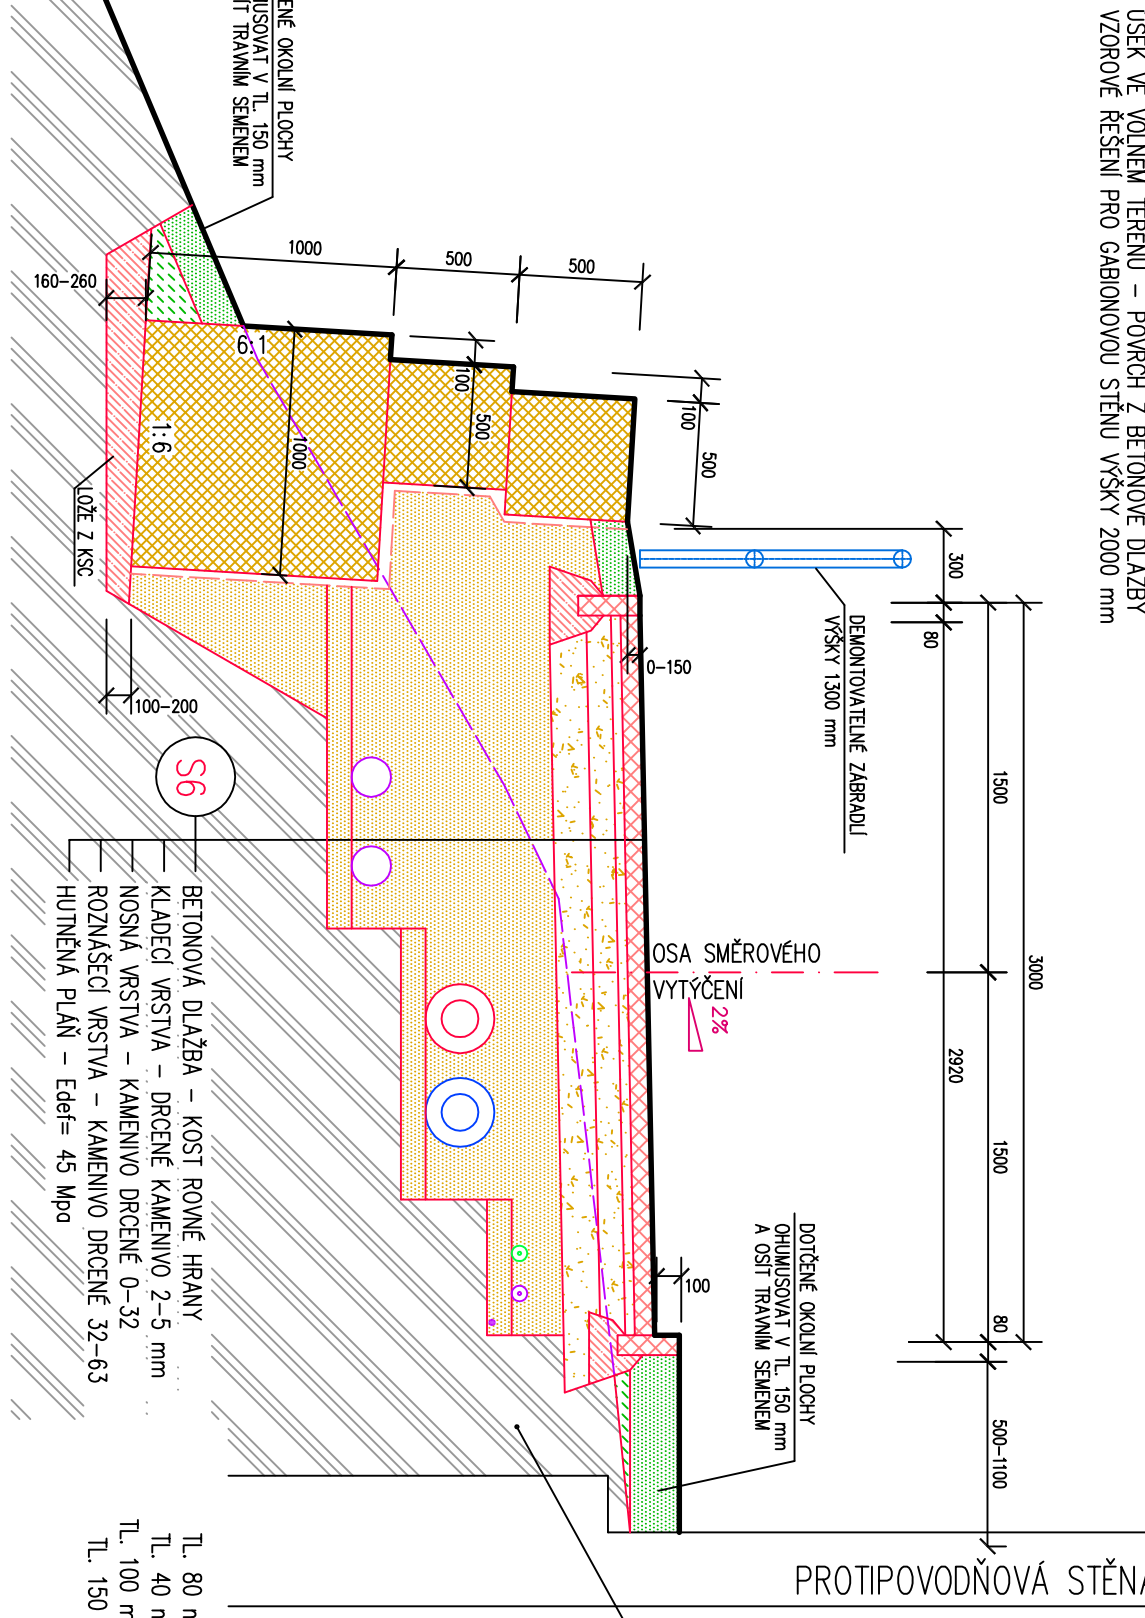 ÚSEK VE VOLNÉM TERÉNU - POVRCH Z BETONOVÉ DLAŽBY
VZOROVÉ ŘEŠENÍ PRO GABIONOVOU STĚNU VÝŠKY 2000 mm
OKOLNÍ PLOCHY
V TL. 150 mm
TRAVNÍM SEMENEM
1000
500
500
160-260
6:1
1:6
1000
100
500
100
500
LOŽE Z KSC
100-200
0-150
300
80
DEMONTOVATELNÉ ZÁBRADLÍ
VÝŠKY 1300 mm
1500
3000
2920
1500
80
500-1100
OSA SMĚROVÉHO
VYTÝČENÍ
2%
100
DOTČENÉ OKOLNÍ PLOCHY
OHUMUSOVAT V TL. 150 mm
A OSÍT TRAVNÍM SEMENEM
S6
BETONOVÁ DLAŽBA - KOST ROVNÉ HRANY
TL. 80
KLADECÍ VRSTVA - DRCENÉ KAMENIVO 2-5 mm
TL. 40
NOSNÁ VRSTVA - KAMENIVO DRCENÉ 0-32
TL. 100
ROZNÁŠECÍ VRSTVA - KAMENIVO DRCENÉ 32-63
TL. 150
HUTNĚNÁ PLÁŇ - Edef= 45 Mpa
PROTIPOVODŇOVÁ STĚNA